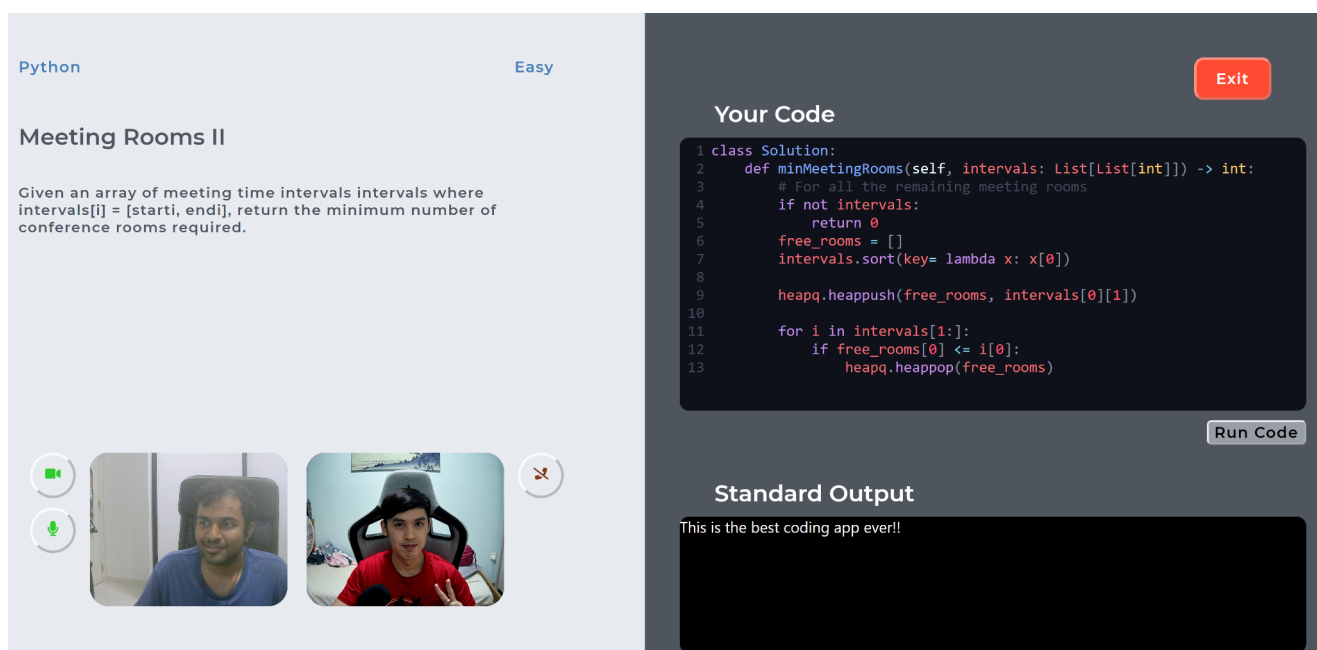 Python
Easy
Meeting Rooms II
Given an array of meeting time intervals intervals where
intervals[i] = [starti, endi], return the minimum number of
conference rooms required.
Exit
Your Code
1 class Solution:
2     def minMeetingRooms(self, intervals: List[List[int]]) -> int:
3         # For all the remaining meeting rooms
4         if not intervals:
5             return 0
6         free_rooms = []
7         intervals.sort(key= lambda x: x[0])
8
9         heapq.heappush(free_rooms, intervals[0][1])
10
11         for i in intervals[1:]:
12             if free_rooms[0] <= i[0]:
13                 heapq.heappop(free_rooms)
Run Code
Standard Output
This is the best coding app ever!!